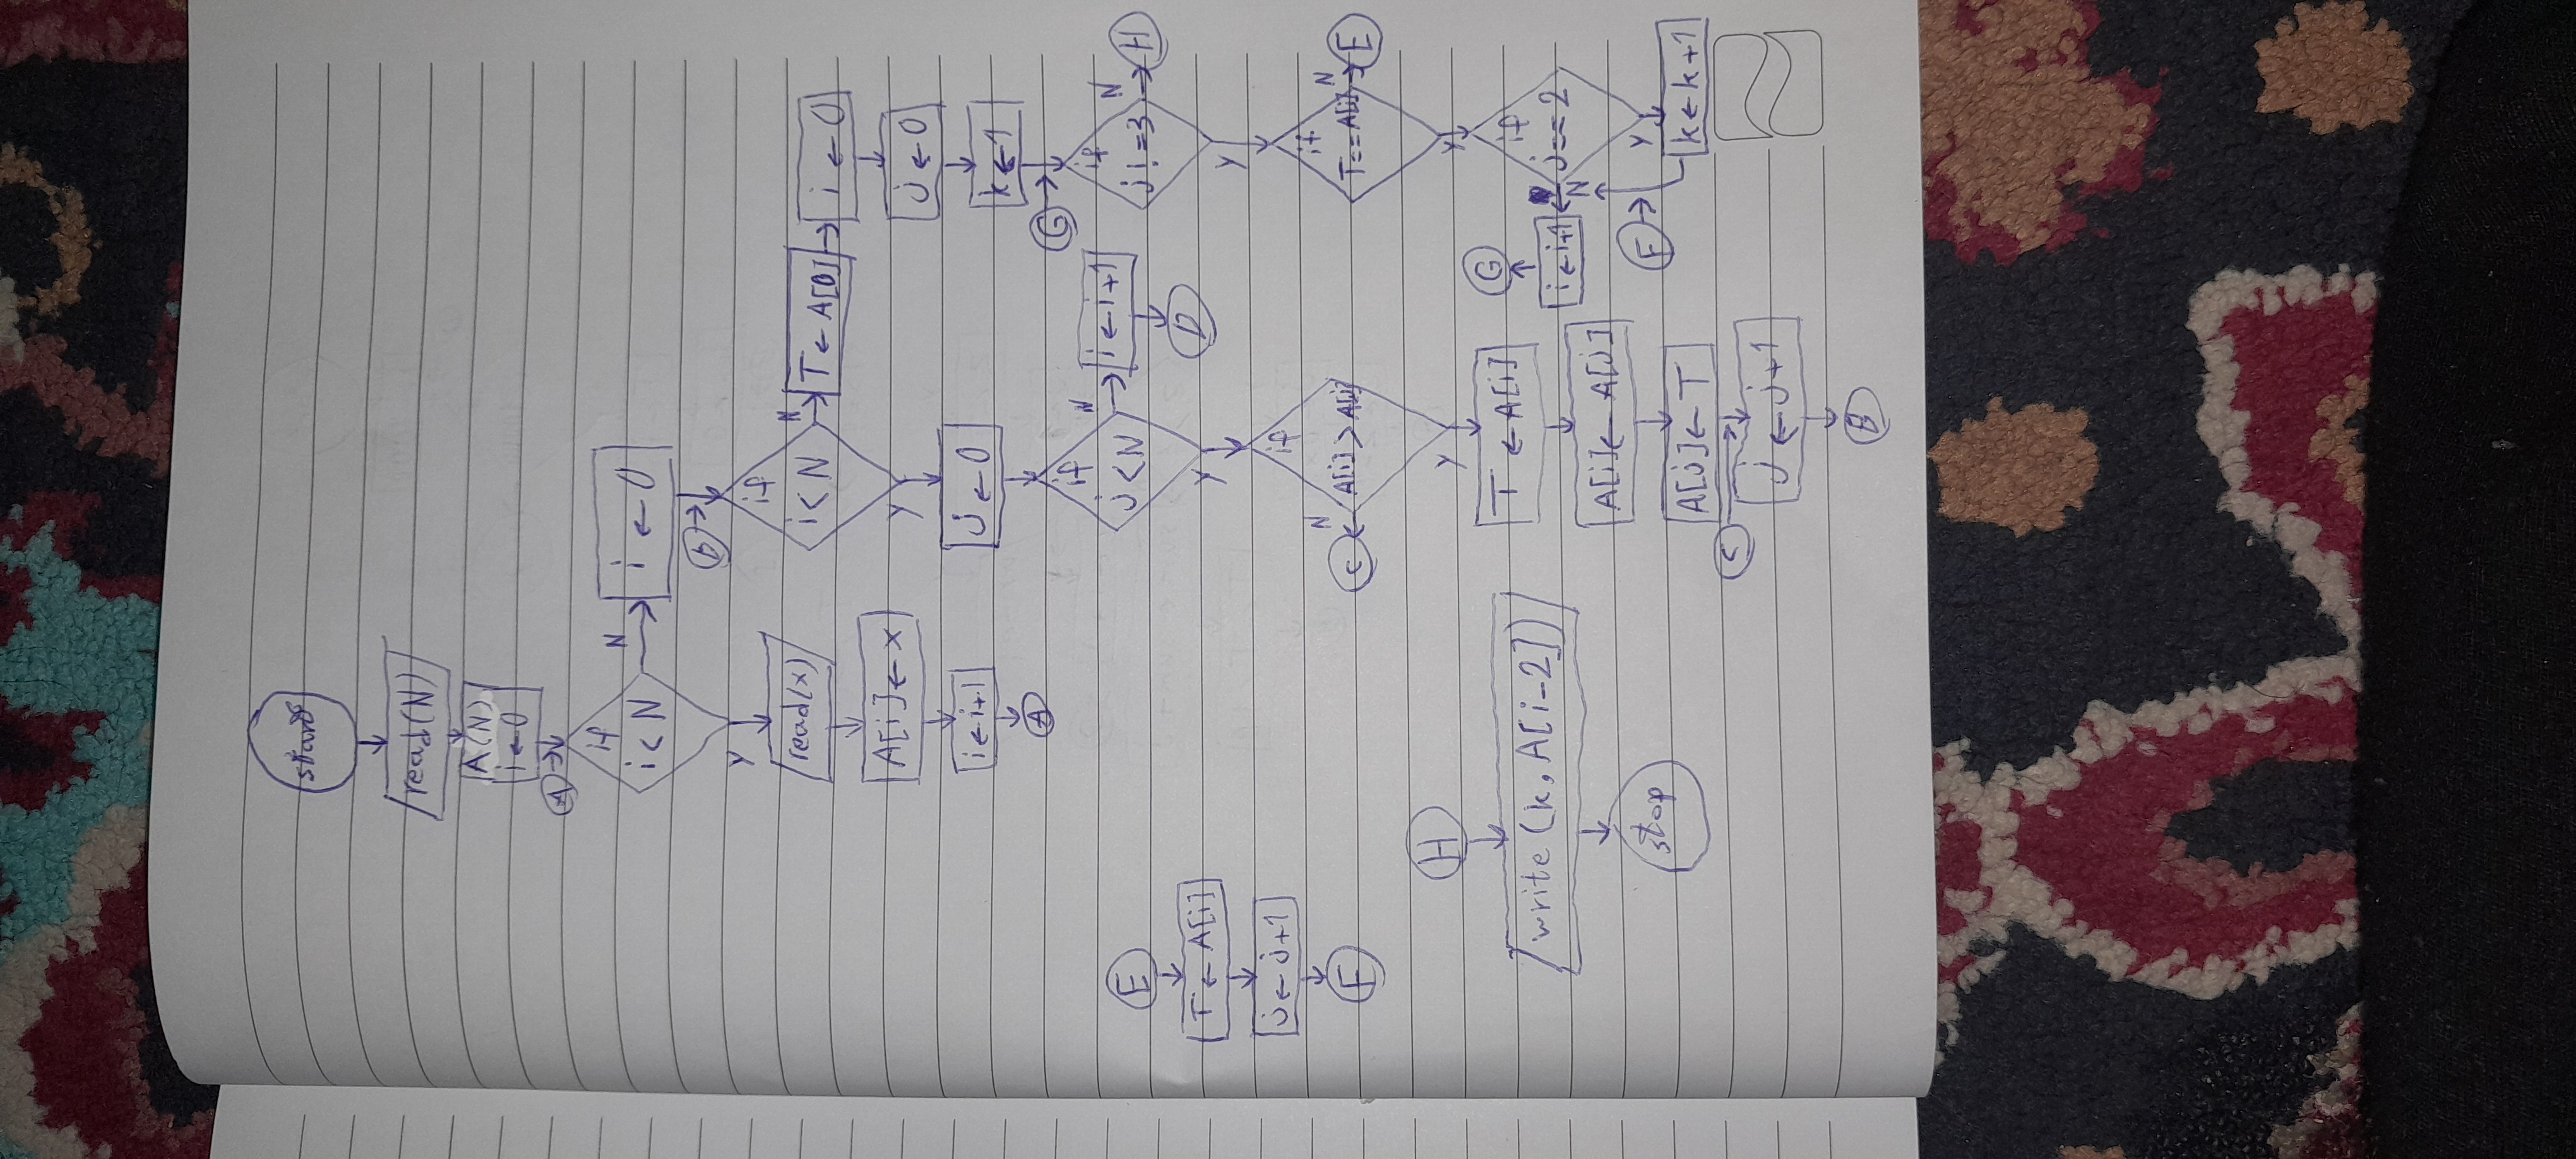 start
read(N)
A(N)
i←0
A
if
i<N
N
i ← 0
Y
read(x)
A[i]←x
i←i+1
A
if
i<N
N
T←A[0]
i ← 0
Y
j ← 0
j ← 0
k←1
G
if
j<N
N
i←i+1
D
Y
if
j!=3
N
H
Y
if
A[i]>A[j]
N
C
Y
T ← A[i]
A[i]← A[j]
A[j]← T
C
j ← j+1
B
if
T==A[i]
N
E
Y
if
j==2
N
i←i+1
G
Y
k←k+1
F
E
T← A[i]
j← j+1
F
H
write (k, A[i-2])
stop